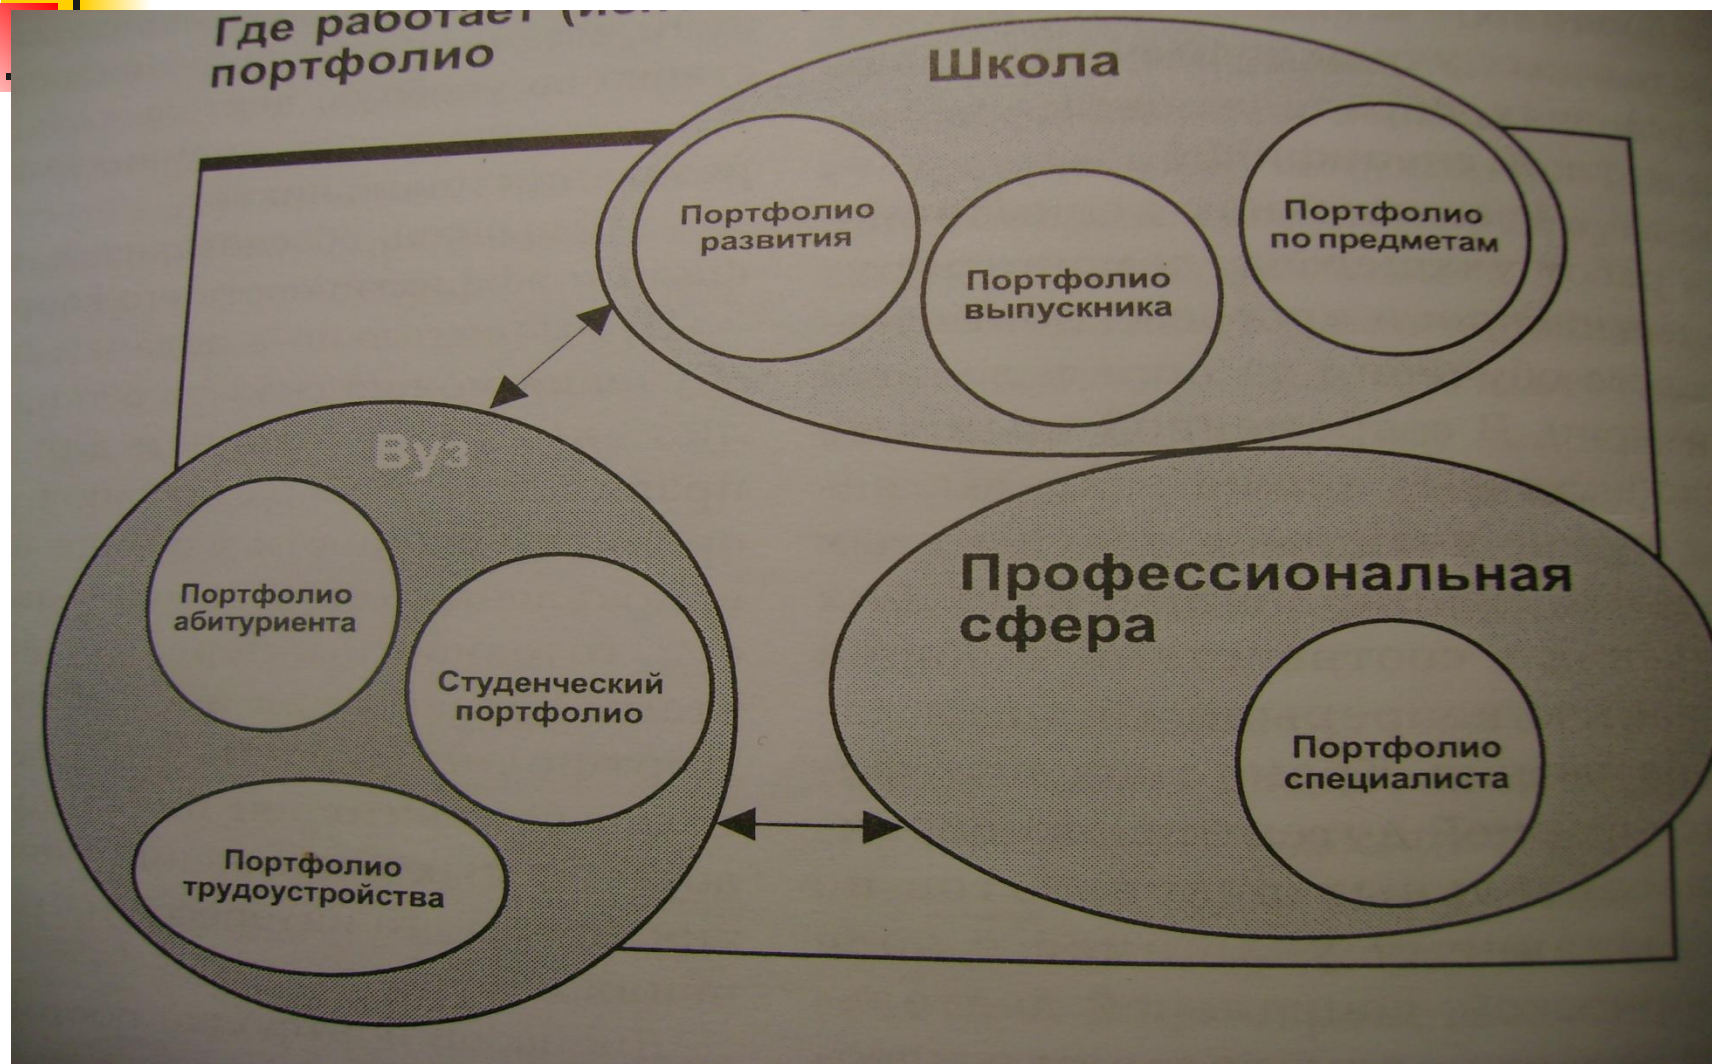 Где работает
портфолио
Школа
Портфолио
развития
Портфолио
выпускника
Портфолио
по предметам
Вуз
Портфолио
абитуриента
Студенческий
портфолио
Портфолио
трудоустройства
Профессиональная
сфера
Портфолио
специалиста